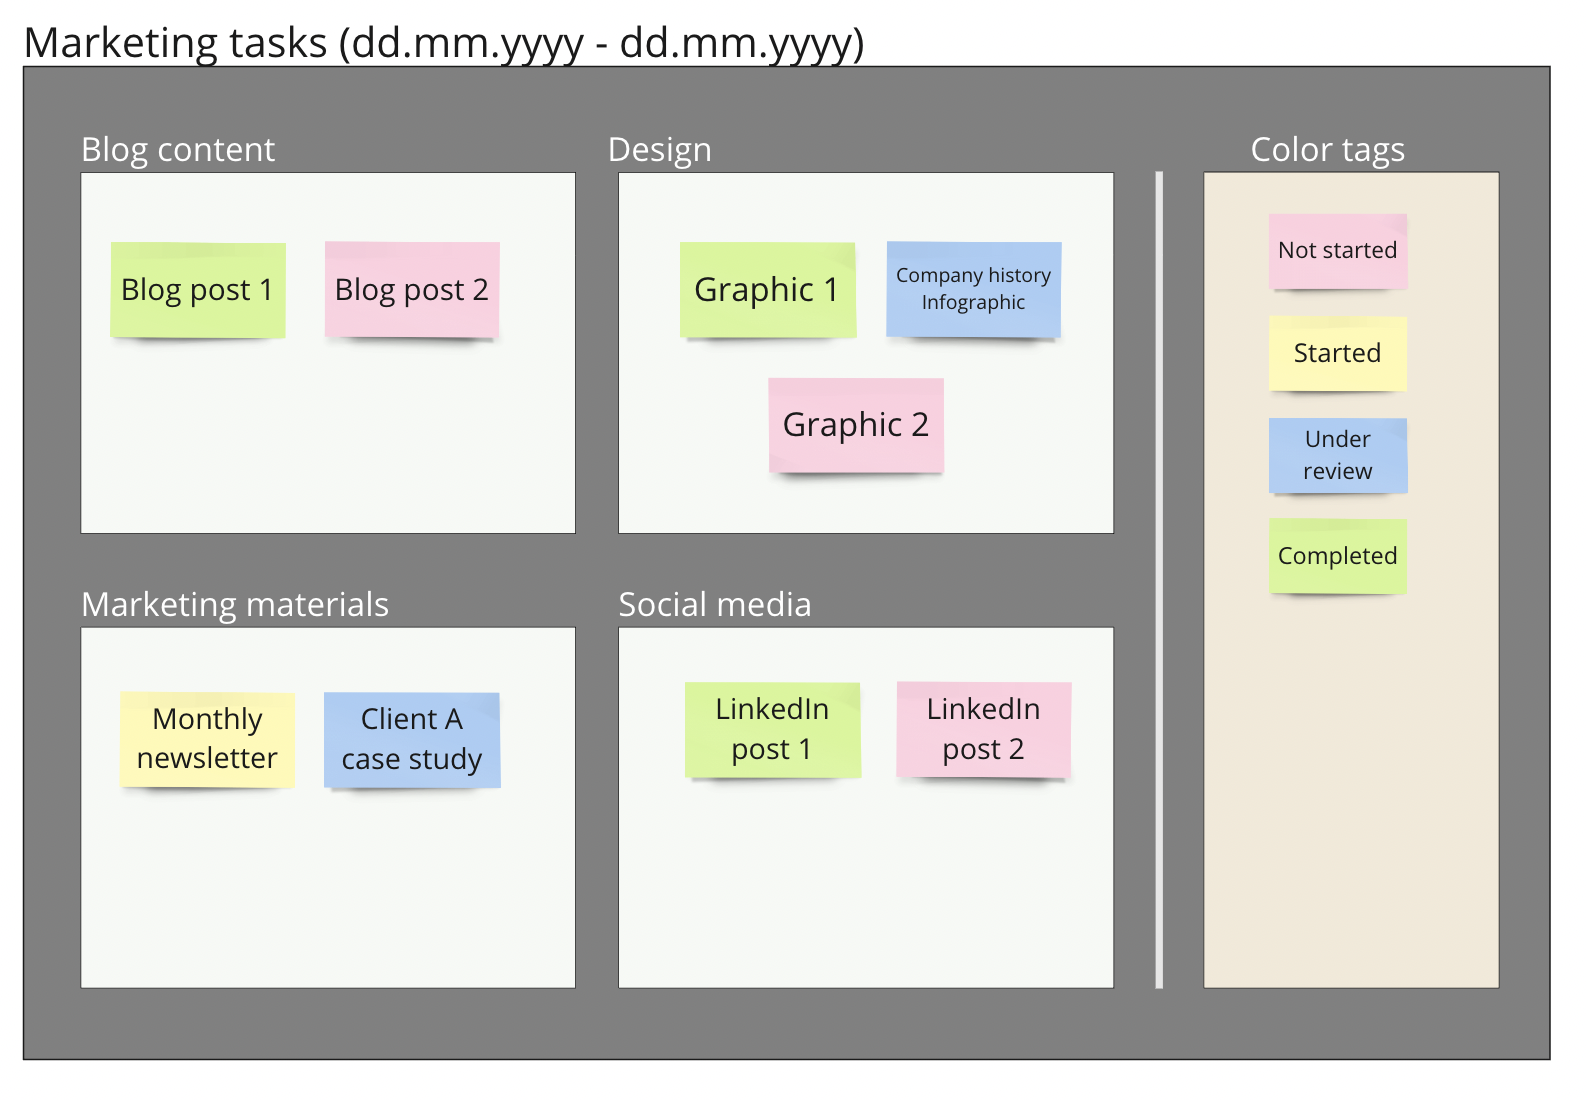 Marketing tasks (dd.mm.yyyy - dd.mm.yyyy)
Blog content
Blog post 1
Blog post 2
Design
Graphic 1
Company history
Infographic
Graphic 2
Marketing materials
Monthly
newsletter
Client A
case study
Social media
LinkedIn
post 1
LinkedIn
post 2
Color tags
Not started
Started
Under
review
Completed